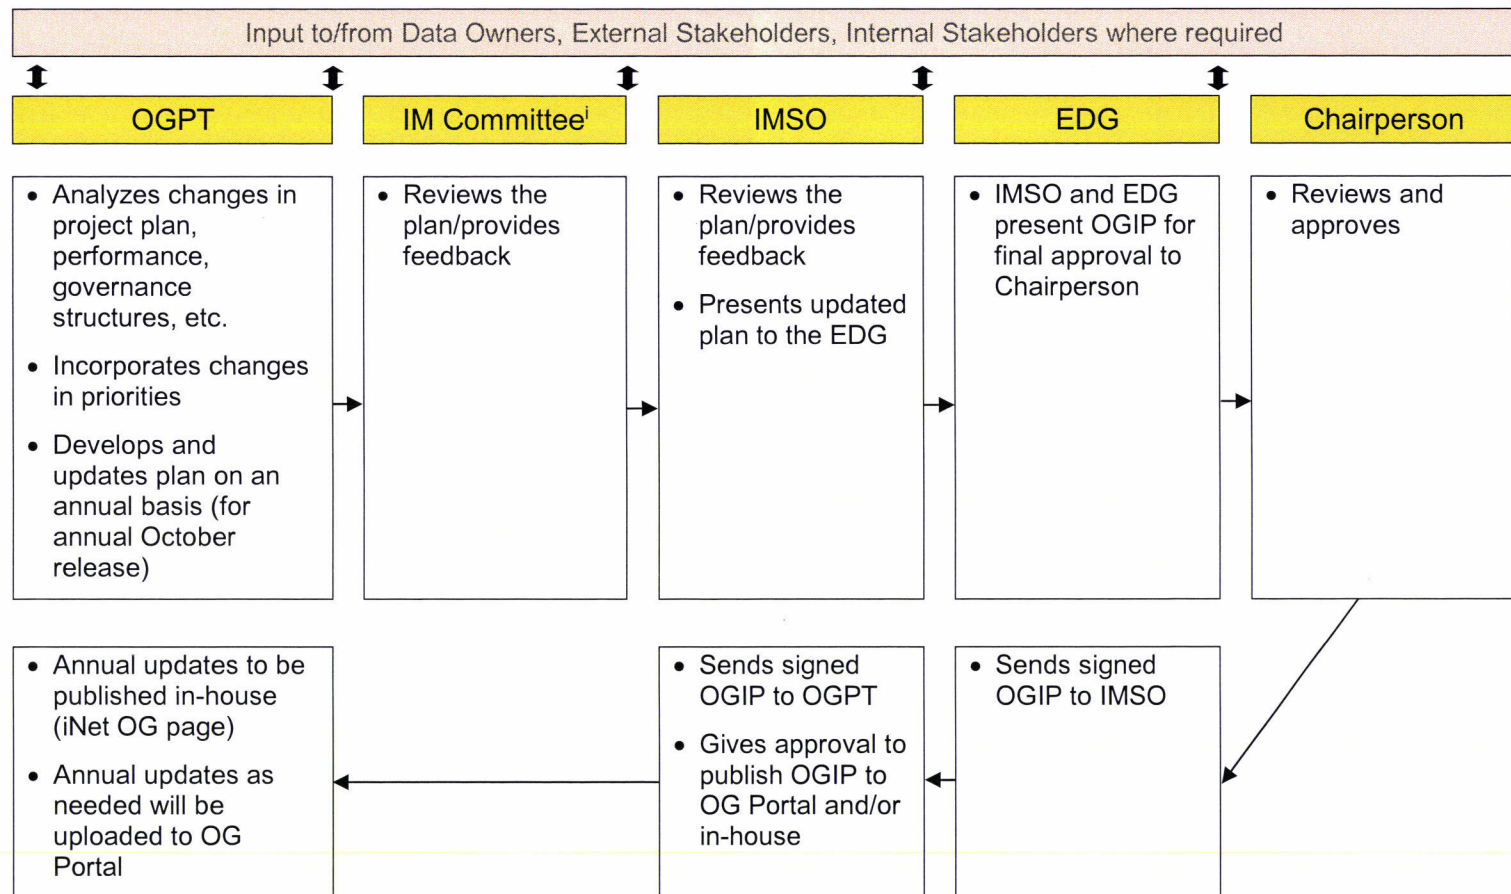 Input to/from Data Owners, External Stakeholders, Internal Stakeholders where required
OGPT
IM Committeeⁱ
IMSO
EDG
Chairperson
• Analyzes changes in
project plan,
performance,
governance
structures, etc.
• Incorporates changes
in priorities
• Develops and
updates plan on an
annual basis (for
annual October
release)
• Reviews the
plan/provides
feedback
• Reviews the
plan/provides
feedback
• Presents updated
plan to the EDG
• IMSO and EDG
present OGIP for
final approval to
Chairperson
• Reviews and
approves
• Annual updates to be
published in-house
(iNet OG page)
• Annual updates as
needed will be
uploaded to OG
Portal
• Sends signed
OGIP to OGPT
• Gives approval to
publish OGIP to
OG Portal and/or
in-house
• Sends signed
OGIP to IMSO